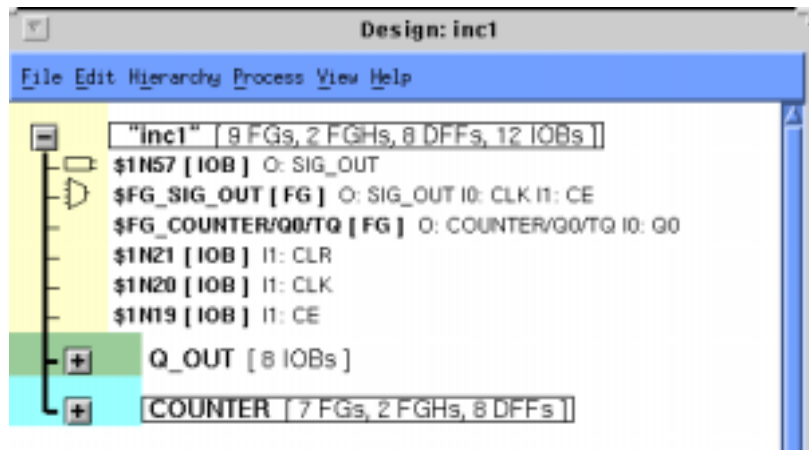 Design: inc1
File Edit Hierarchy Process View Help
"inc1" [ 9 FGs, 2 FGHs, 8 DFFs, 12 IOBs ]
$1N57 [ IOB ] O: SIG_OUT
$FG_SIG_OUT [ FG ] O: SIG_OUT I0: CLK I1: CE
$FG_COUNTER/Q0/TQ [ FG ] O: COUNTER/Q0/TQ I0: Q0
$1N21 [ IOB ] I1: CLR
$1N20 [ IOB ] I1: CLK
$1N19 [ IOB ] I1: CE
Q_OUT [ 8 IOBs ]
COUNTER [ 7 FGs, 2 FGHs, 8 DFFs ]